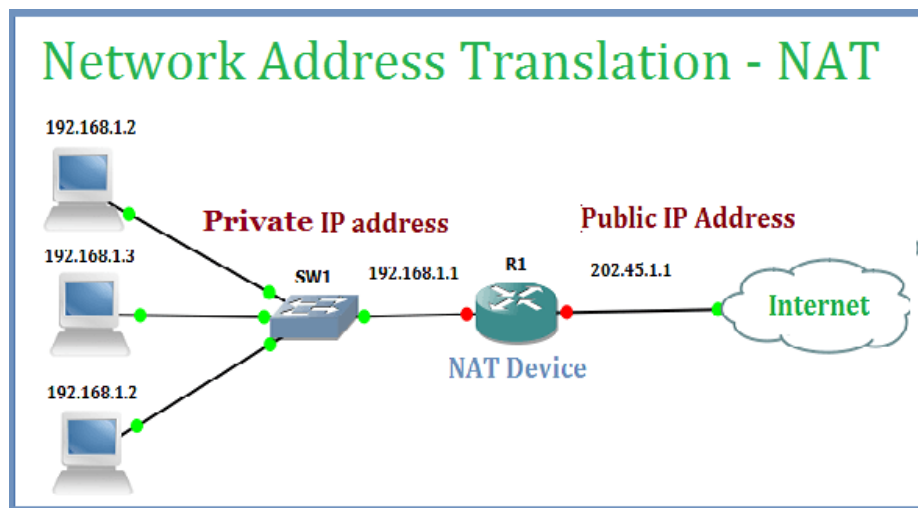 Network Address Translation - NAT
192.168.1.2
Private IP address
Public IP Address
192.168.1.3
SW1
192.168.1.1
R1
202.45.1.1
Internet
NAT Device
192.168.1.2